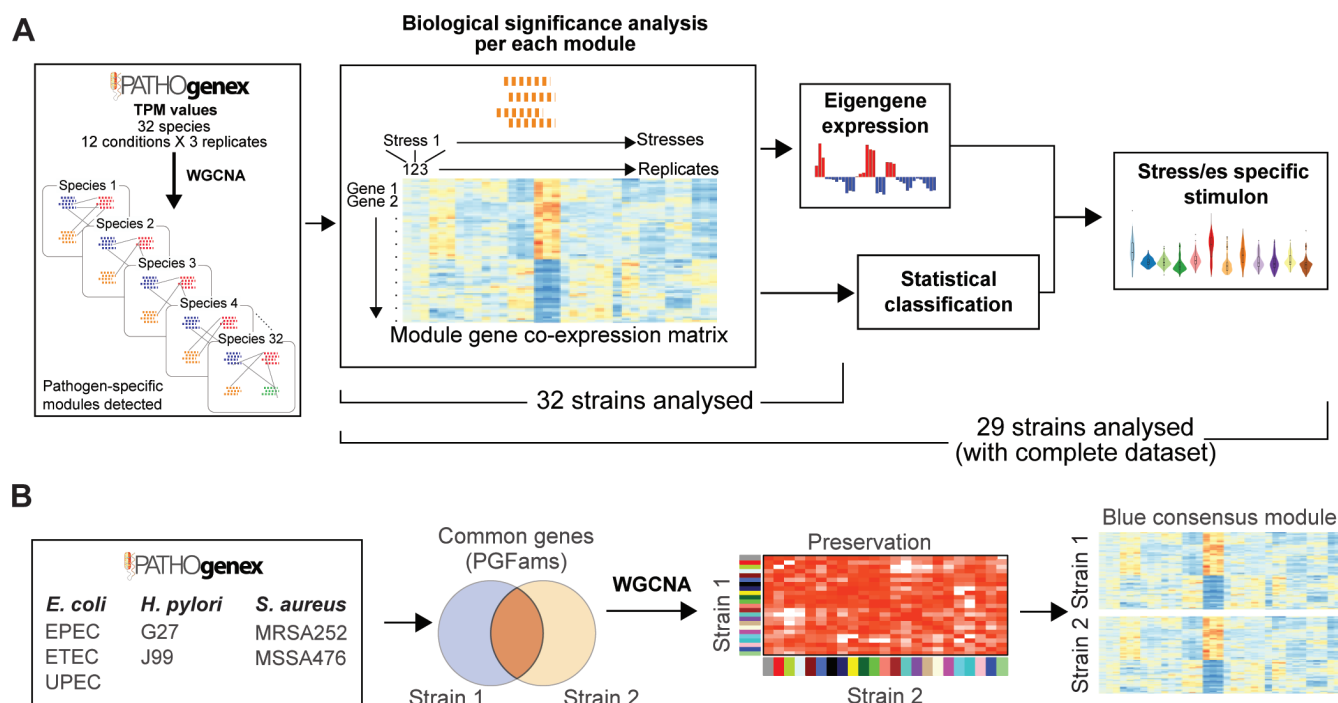 A
PATHOgenex
TPM values
32 species
12 conditions X 3 replicates
WGCNA
Species 1
Species 2
Species 3
Species 4
Species 32
Pathogen-specific
modules detected
Biological significance analysis
per each module
Stress 1
Stresses
123
Replicates
Gene 1
Gene 2
Module gene co-expression matrix
Eigengene
expression
Statistical
classification
Stress/es specific
stimulon
32 strains analysed
29 strains analysed
(with complete dataset)
B
PATHOgenex
E. coli H. pylori S. aureus
EPEC G27 MRSA252
ETEC J99 MSSA476
UPEC
Common genes
(PGFams)
Strain 1 Strain 2
WGCNA
Preservation
Strain 1
Strain 2
Blue consensus module
Strain 1
Strain 2